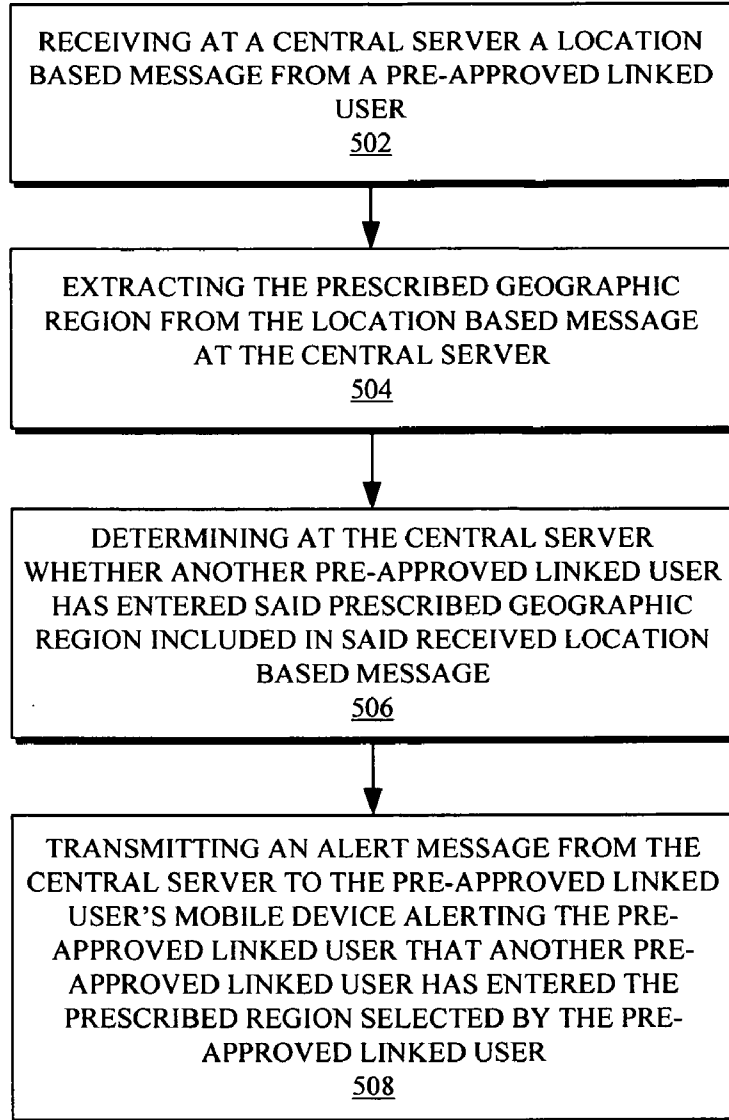 RECEIVING AT A CENTRAL SERVER A LOCATION
BASED MESSAGE FROM A PRE-APPROVED LINKED
USER
502
EXTRACTING THE PRESCRIBED GEOGRAPHIC
REGION FROM THE LOCATION BASED MESSAGE
AT THE CENTRAL SERVER
504
DETERMINING AT THE CENTRAL SERVER
WHETHER ANOTHER PRE-APPROVED LINKED USER
HAS ENTERED SAID PRESCRIBED GEOGRAPHIC
REGION INCLUDED IN SAID RECEIVED LOCATION
BASED MESSAGE
506
TRANSMITTING AN ALERT MESSAGE FROM THE
CENTRAL SERVER TO THE PRE-APPROVED LINKED
USER'S MOBILE DEVICE ALERTING THE PRE-
APPROVED LINKED USER THAT ANOTHER PRE-
APPROVED LINKED USER HAS ENTERED THE
PRESCRIBED REGION SELECTED BY THE PRE-
APPROVED LINKED USER
508